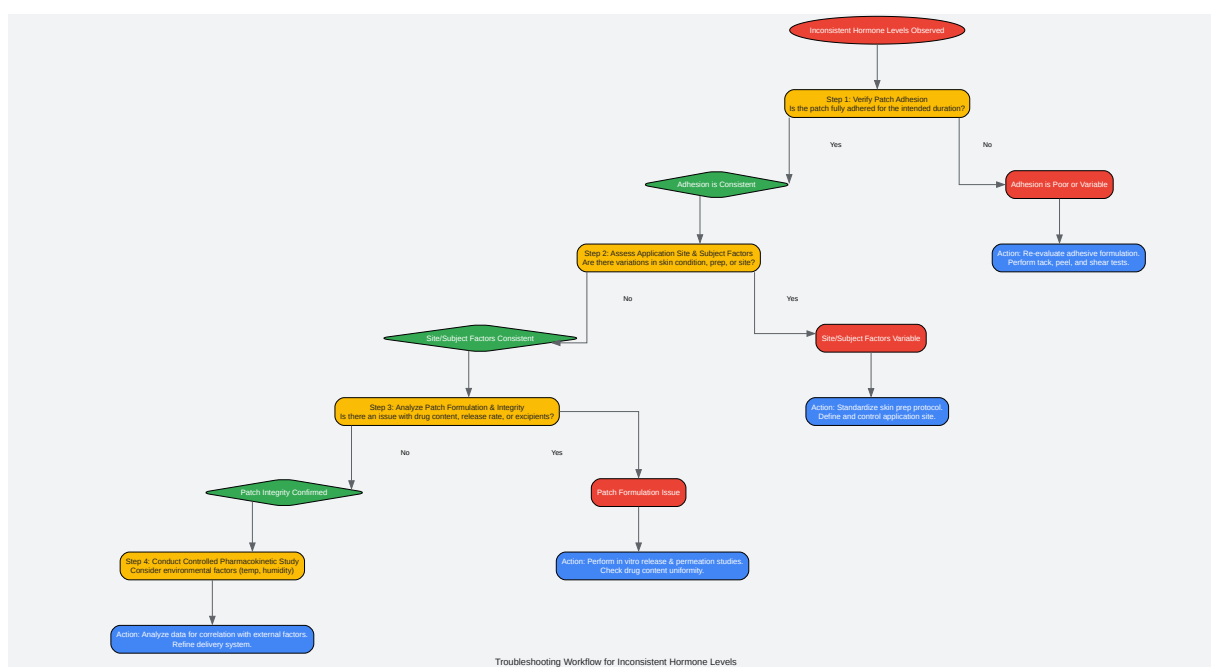 Inconsistent Hormone Levels Observed
Step 1: Verify Patch Adhesion
Is the patch fully adhered for the intended duration?
Yes
No
Adhesion is Consistent
Adhesion is Poor or Variable
Step 2: Assess Application Site & Subject Factors
Are there variations in skin condition, prep, or site?
Action: Re-evaluate adhesive formulation.
Perform tack, peel, and shear tests.
No
Yes
Site/Subject Factors Consistent
Site/Subject Factors Variable
Step 3: Analyze Patch Formulation & Integrity
Is there an issue with drug content, release rate, or excipients?
Action: Standardize skin prep protocol.
Define and control application site.
No
Yes
Patch Integrity Confirmed
Patch Formulation Issue
Step 4: Conduct Controlled Pharmacokinetic Study
Consider environmental factors (temp, humidity)
Action: Perform in vitro release & permeation studies.
Check drug content uniformity.
Action: Analyze data for correlation with external factors.
Refine delivery system.
Troubleshooting Workflow for Inconsistent Hormone Levels